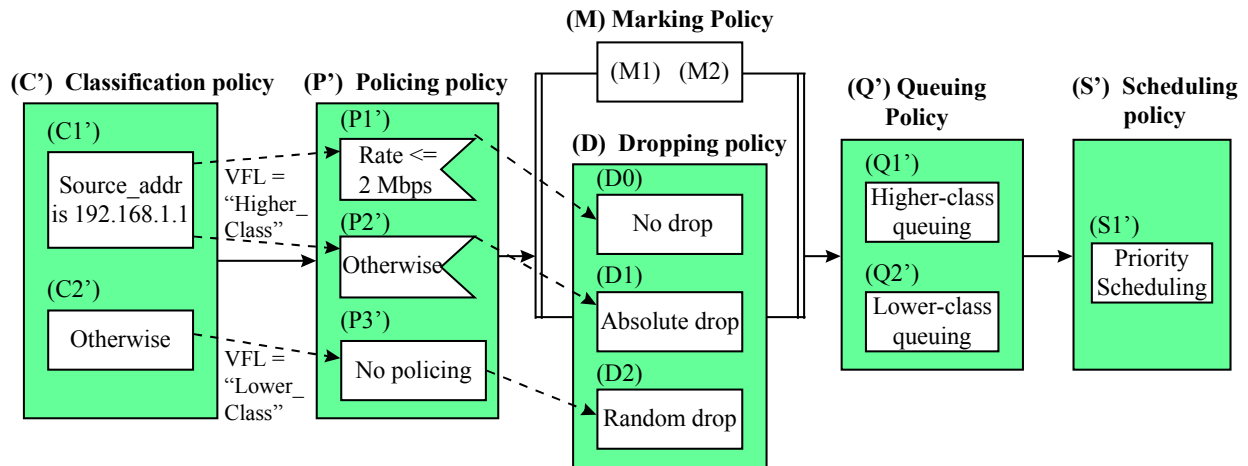 (M) Marking Policy
(M1) (M2)
(C’) Classification policy
(C1’)
Source_addr
is 192.168.1.1
(C2’)
Otherwise
VFL =
“Higher_
Class”
VFL =
“Lower_
Class”
(P’) Policing policy
(P1’)
Rate <=
2 Mbps
(P2’)
Otherwise
(P3’)
No policing
(D) Dropping policy
(D0)
No drop
(D1)
Absolute drop
(D2)
Random drop
(Q’) Queuing
Policy
(Q1’)
Higher-class
queuing
(Q2’)
Lower-class
queuing
(S’) Scheduling
policy
(S1’)
Priority
Scheduling